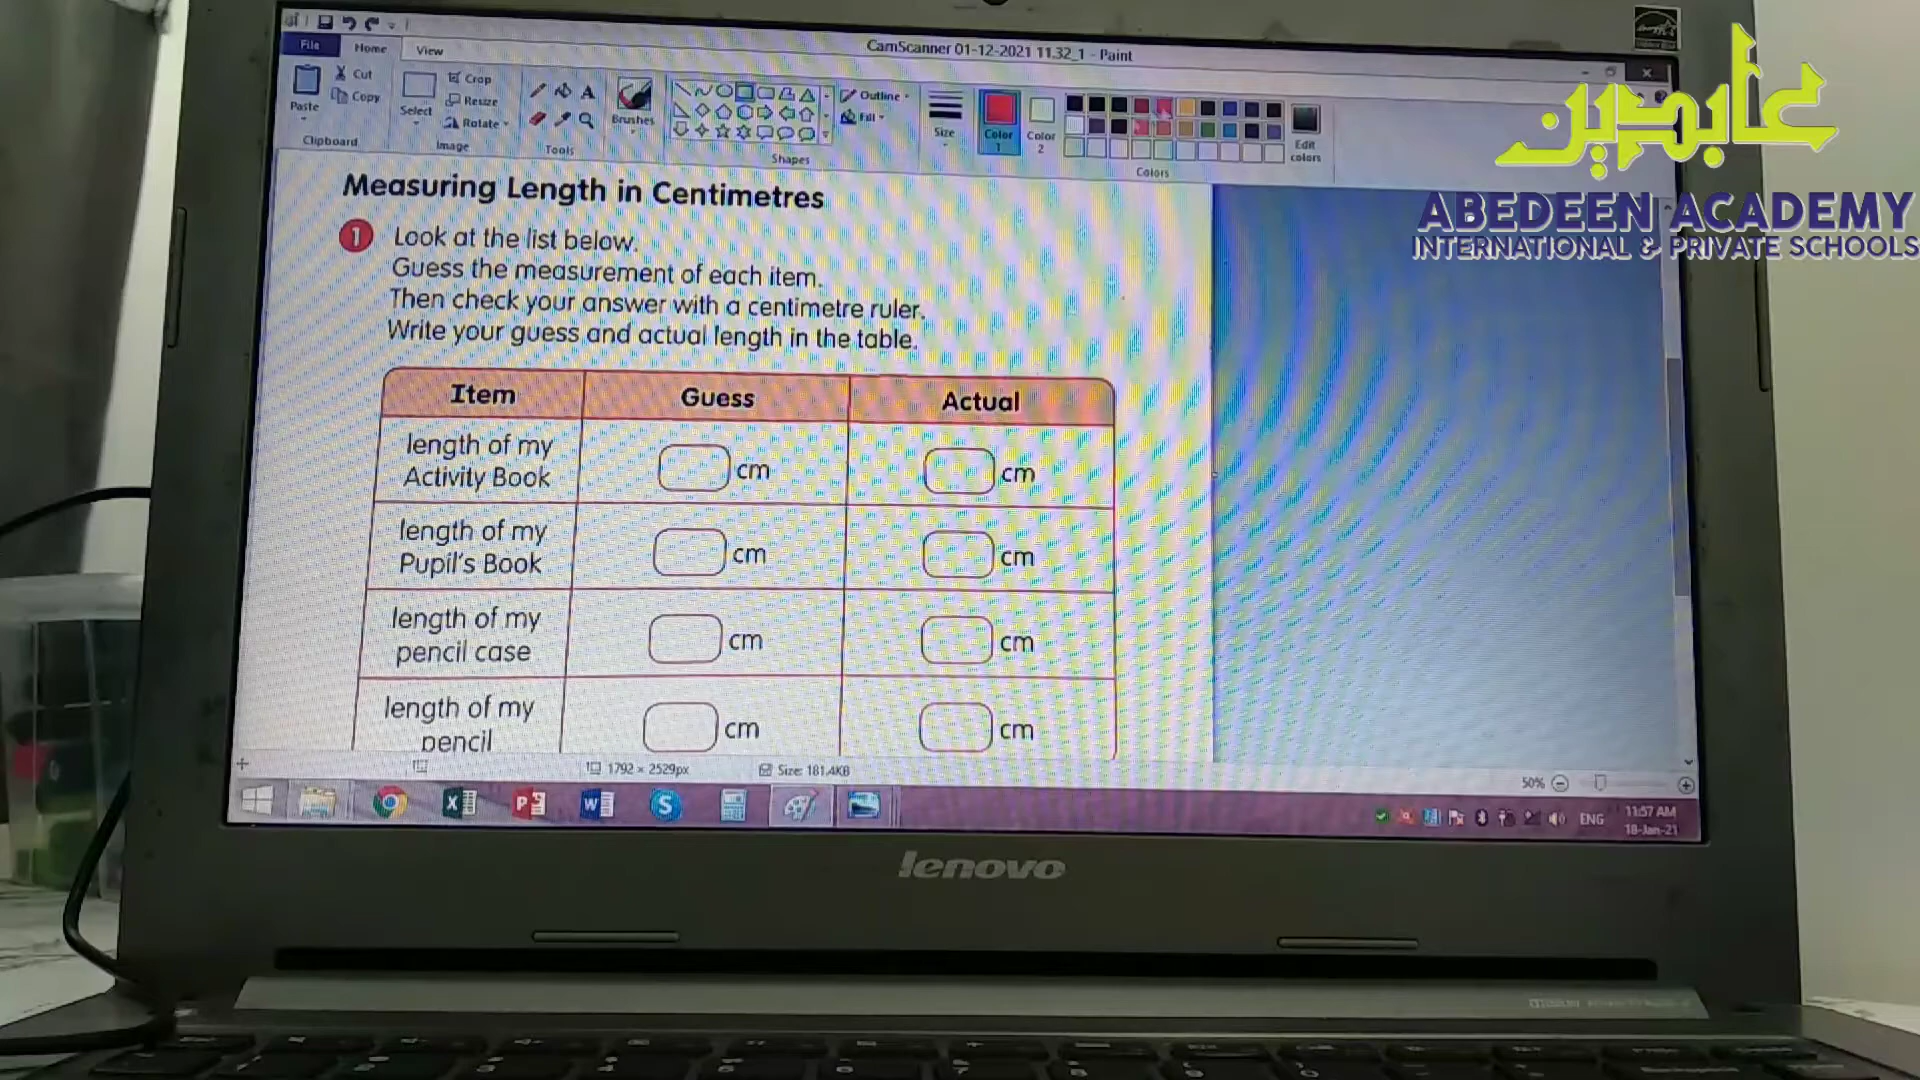 CamScanner 01-12-2021 11.32_1 - Paint
File Home View
Paste
Cut
Copy
Clipboard
Select
Crop
Resize
Rotate
Image
Tools
Brushes
Shapes
Outline
Fill
Size
Color 1
Color 2
Colors
Edit colors
عابدين
ABEDEEN ACADEMY
INTERNATIONAL & PRIVATE SCHOOLS
Measuring Length in Centimetres
1 Look at the list below.
Guess the measurement of each item.
Then check your answer with a centimetre ruler.
Write your guess and actual length in the table.
Item Guess Actual
length of my
Activity Book
cm cm
length of my
Pupil's Book
cm cm
length of my
pencil case
cm cm
length of my
pencil
cm cm
1792 × 2529px
Size: 181.4KB
50%
ENG
11:57 AM
18-Jan-21
lenovo